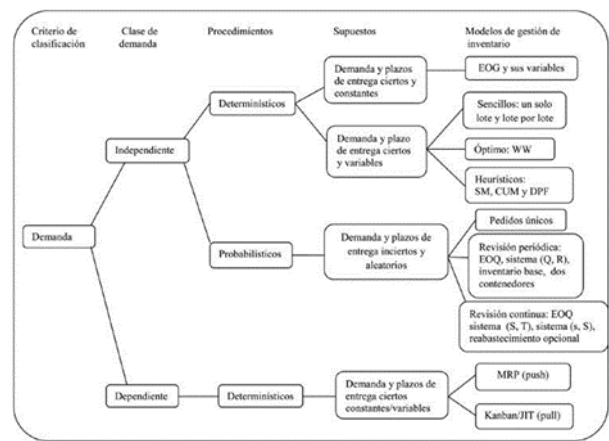 Criterio de
clasificación
Clase de
demanda
Procedimientos
Supuestos
Modelos de gestión de
inventario
Demanda
Independiente
Dependiente
Determinísticos
Probabilísticos
Determinísticos
Demanda y plazos
de entrega ciertos y
constantes
Demanda y plazo
de entrega ciertos
y variables
Demanda y plazos de
entrega inciertos y
aleatorios
Demanda y plazos de
entrega ciertos
constantes/variables
EOG y sus variables
Sencillos: un solo
lote y lote por lote
Óptimo: WW
Heurísticos:
SM, CUM y DPF
Pedidos únicos
Revisión periódica:
EOQ, sistema (Q, R)
inventario base, dos
contenedores
Revisión continua: EOQ
sistema (S, T), sistema (s, S),
reabastecimiento opcional
MRP (push)
Kanban/JIT (pull)